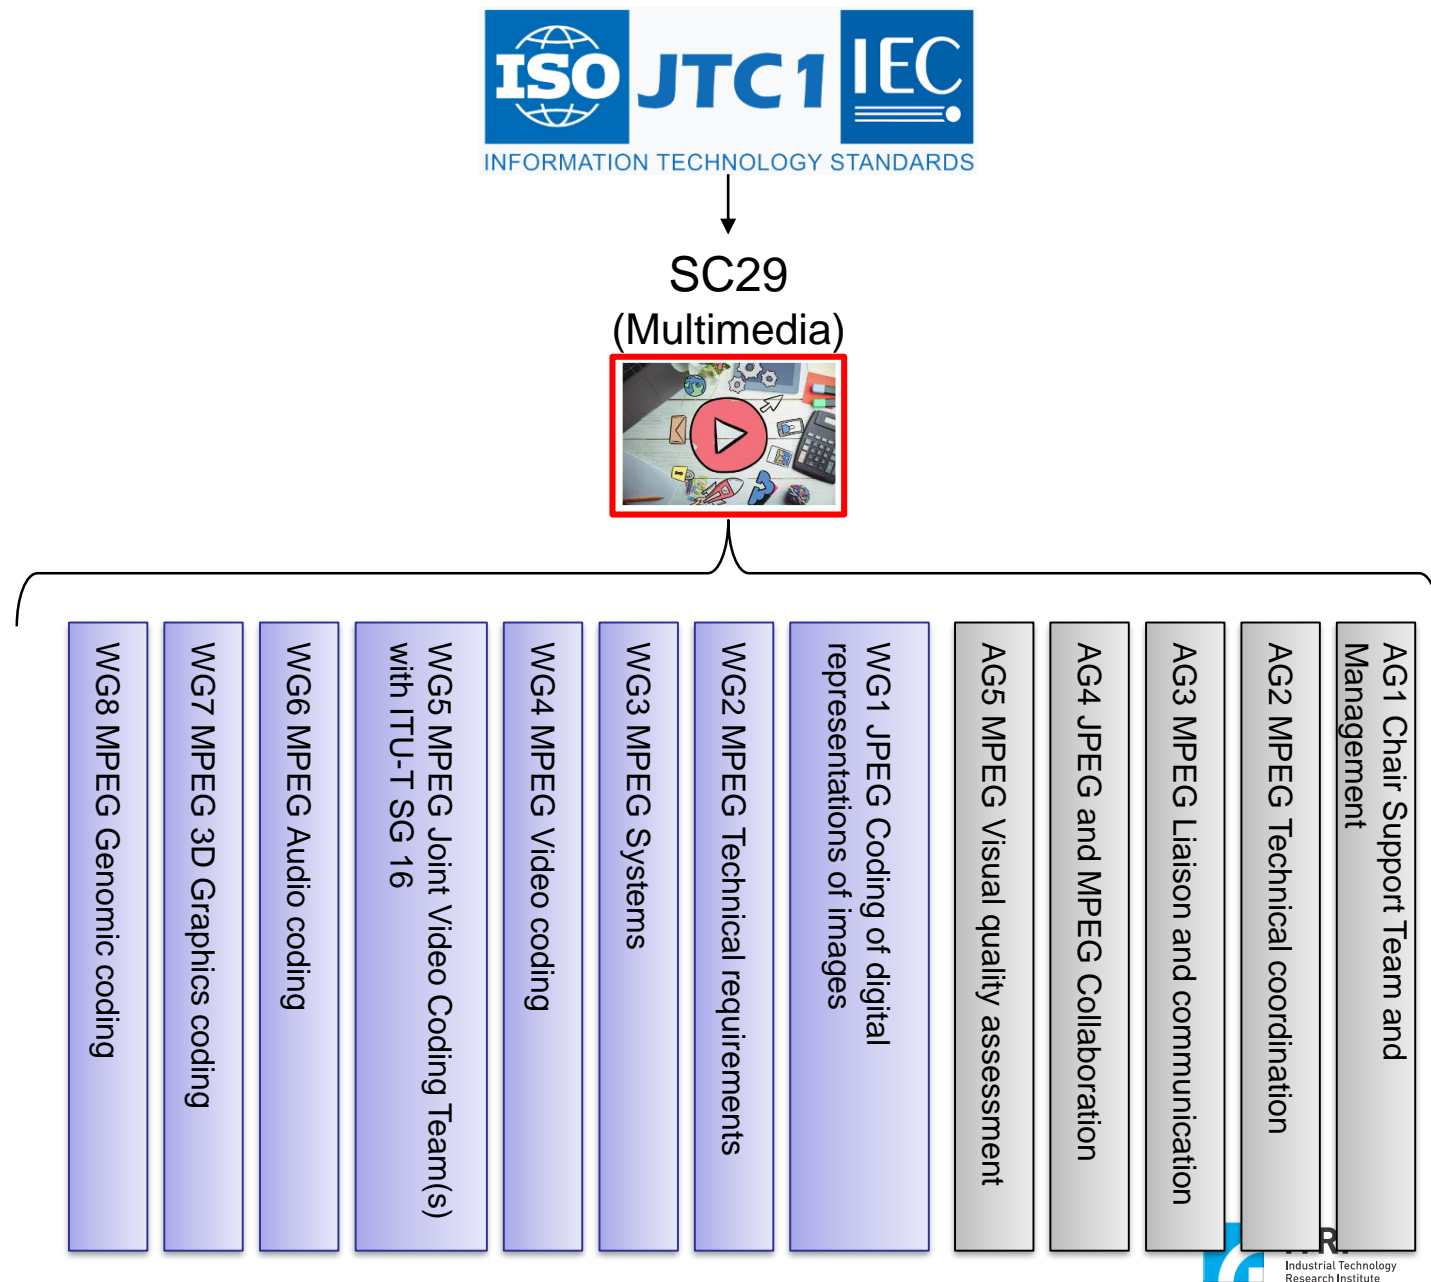 ISO JTC1 IEC
INFORMATION TECHNOLOGY STANDARDS
SC29
(Multimedia)
WG8 MPEG Genomic coding
WG7 MPEG 3D Graphics coding
WG6 MPEG Audio coding
WG5 MPEG Joint Video Coding Team(s)
with ITU-T SG 16
WG4 MPEG Video coding
WG3 MPEG Systems
WG2 MPEG Technical requirements
WG1 JPEG Coding of digital
representations of images
AG5 MPEG Visual quality assessment
AG4 JPEG and MPEG Collaboration
AG3 MPEG Liaison and communication
AG2 MPEG Technical coordination
AG1 Chair Support Team and
Management
Industrial Technology
Research Institute